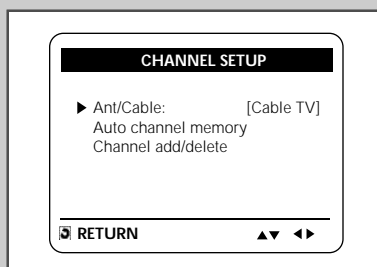 CHANNEL SETUP
Ant/Cable: [Cable TV]
Auto channel memory
Channel add/delete
RETURN